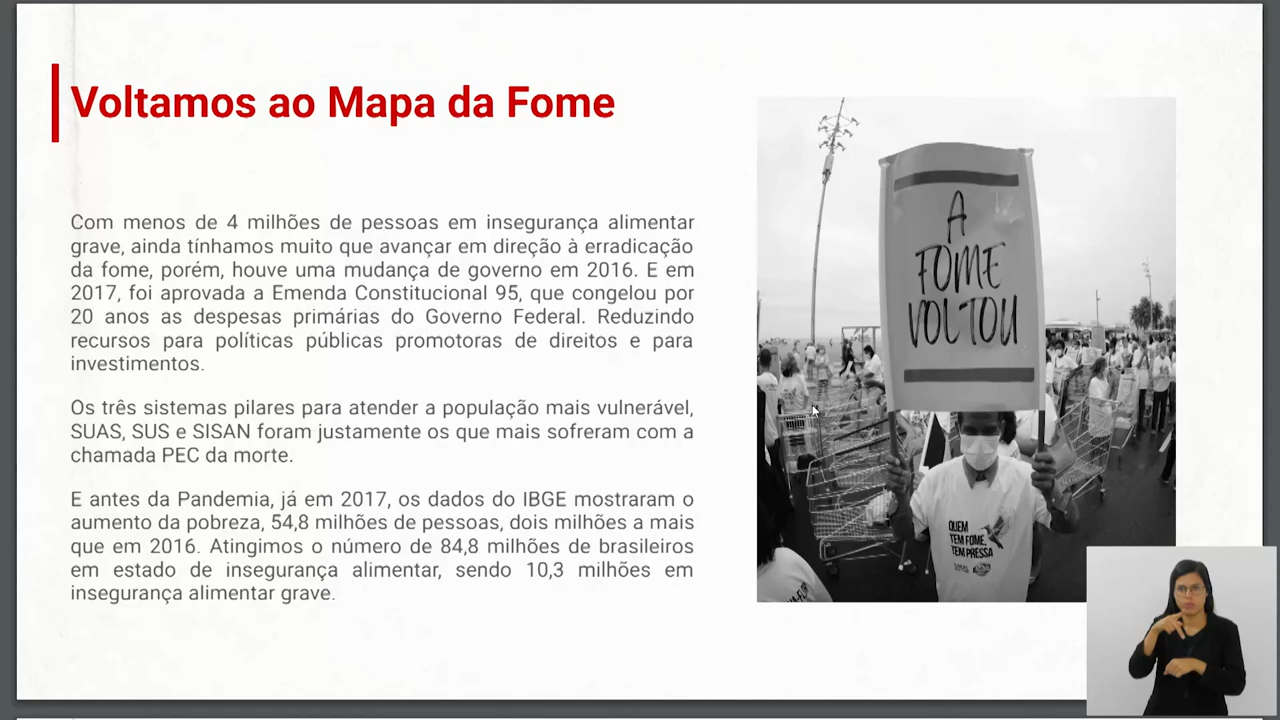 Voltamos ao Mapa da Fome
Com menos de 4 milhões de pessoas em insegurança alimentar
grave, ainda tínhamos muito que avançar em direção à erradicação
da fome, porém, houve uma mudança de governo em 2016. E em
2017, foi aprovada a Emenda Constitucional 95, que congelou por
20 anos as despesas primárias do Governo Federal. Reduzindo
recursos para políticas públicas promotoras de direitos e para
investimentos.
Os três sistemas pilares para atender a população mais vulnerável,
SUAS, SUS e SISAN foram justamente os que mais sofreram com a
chamada PEC da morte.
E antes da Pandemia, já em 2017, os dados do IBGE mostraram o
aumento da pobreza, 54,8 milhões de pessoas, dois milhões a mais
que em 2016. Atingimos o número de 84,8 milhões de brasileiros
em estado de insegurança alimentar, sendo 10,3 milhões em
insegurança alimentar grave.
A
FOME
VOLTOU
QUEM
TEM FOME,
TEM PRESSA